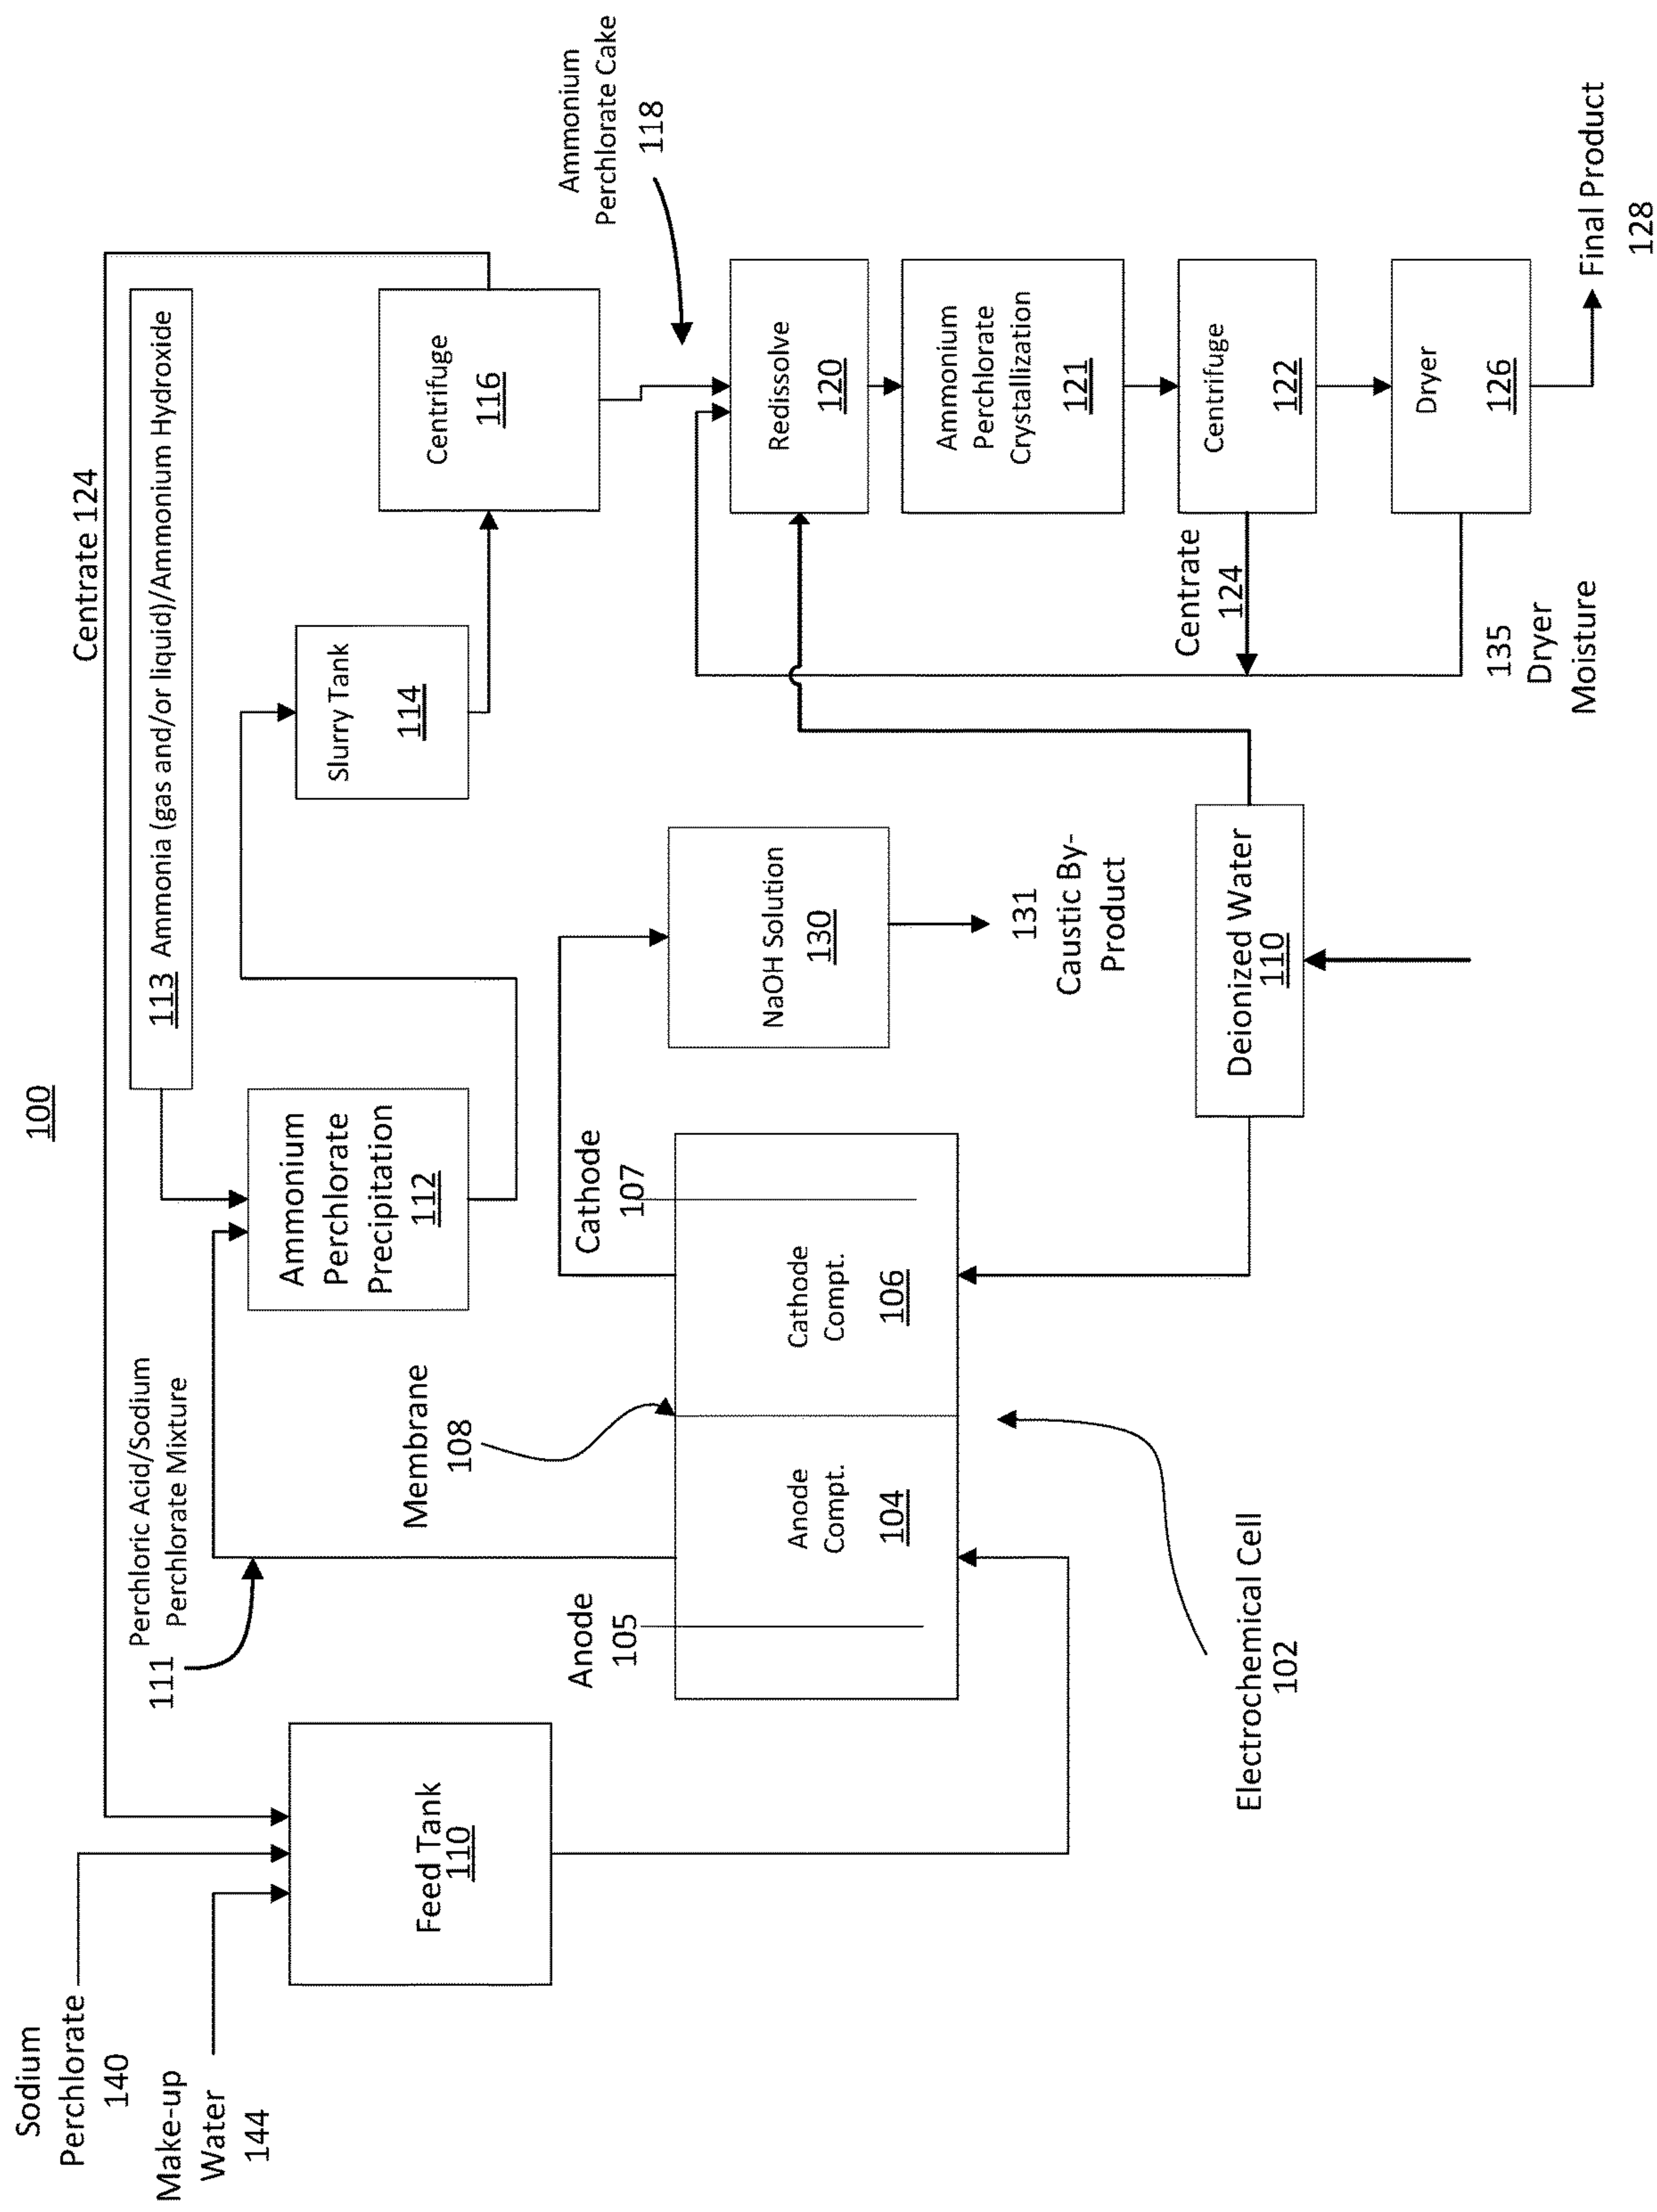 100
Sodium
Perchlorate
140
Make-up
Water
144
Feed Tank
110
Centrate 124
111
Perchloric Acid/Sodium
Perchlorate Mixture
113 Ammonia (gas and/or liquid)/Ammonium Hydroxide
Ammonium
Perchlorate
Precipitation
112
Slurry Tank
114
Centrifuge
116
Ammonium
Perchlorate Cake
118
Anode
105
Membrane
108
Cathode
107
Anode
Compt.
104
Cathode
Compt.
106
Electrochemical Cell
102
NaOH Solution
130
131
Caustic By-
Product
Deionized Water
110
Redissolve
120
Ammonium
Perchlorate
Crystallization
121
Centrifuge
122
Centrate
124
Dryer
126
135
Dryer
Moisture
Final Product
128